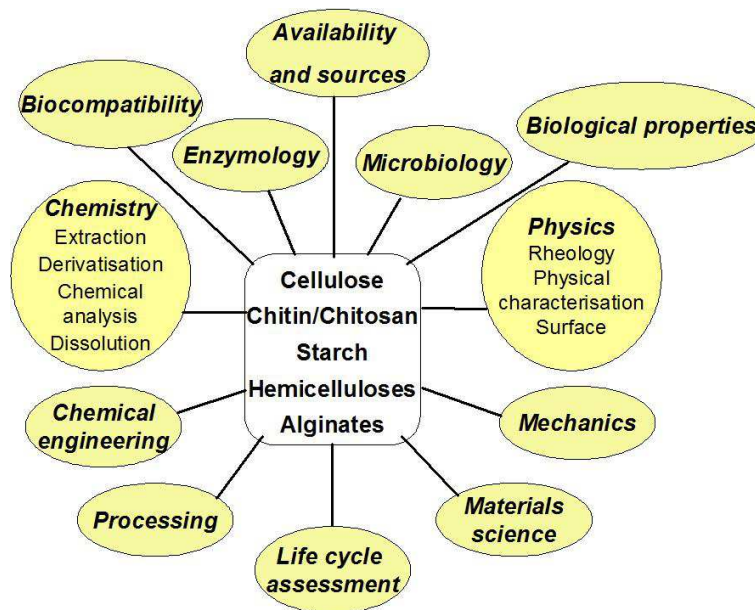 Availability
and sources
Biocompatibility
Biological properties
Enzymology
Microbiology
Chemistry
Extraction
Derivatisation
Chemical
analysis
Dissolution
Physics
Rheology
Physical
characterisation
Surface
Cellulose
Chitin/Chitosan
Starch
Hemicelluloses
Alginates
Chemical
engineering
Mechanics
Processing
Materials
science
Life cycle
assessment